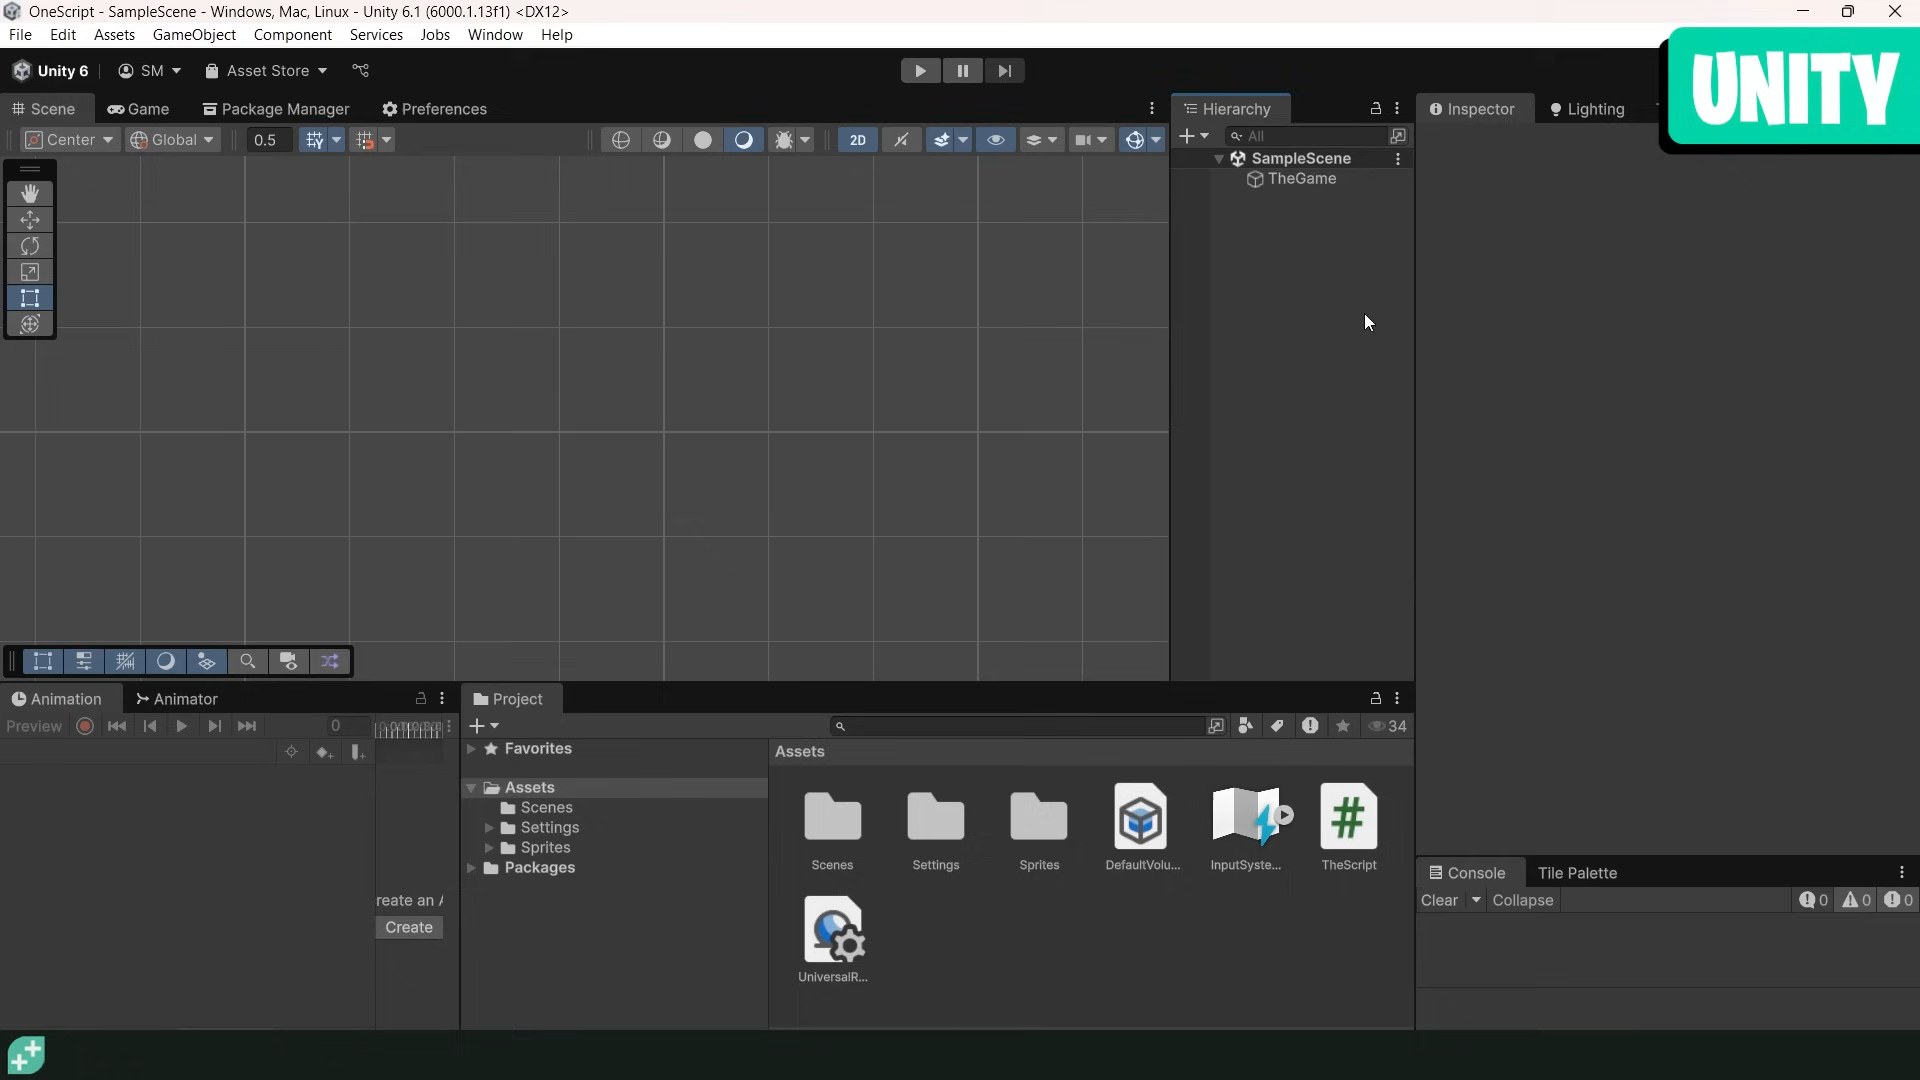 OneScript - SampleScene - Windows, Mac, Linux - Unity 6.1 (6000.1.13f1) <DX12>
File Edit Assets GameObject Component Services Jobs Window Help
UNITY
Unity 6 SM Asset Store
Scene Game Package Manager Preferences
Hierarchy
Inspector Lighting
Center Global 0.5 2D
All
SampleScene
TheGame
Animation Animator
Project
Preview 0
34
Favorites
Assets
Assets
Scenes
Settings
Sprites
Packages
Scenes Settings Sprites DefaultVolu... InputSyste... TheScript
UniversalR...
reate an
Create
Console Tile Palette
Clear Collapse 0 0 0